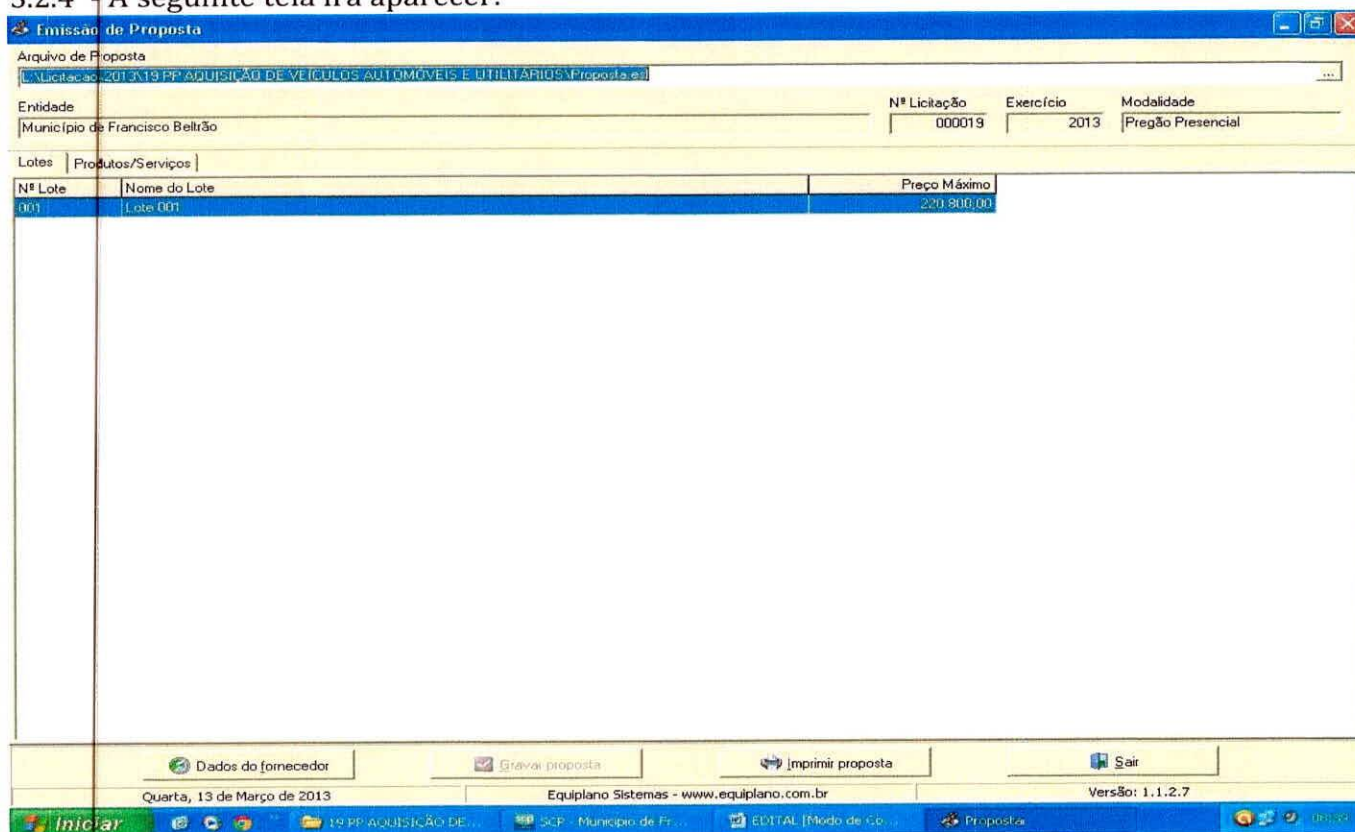 3.2.4 - A seguinte tela irá aparecer:
Emissão de Proposta
Arquivo de Proposta
L:\Licitacao 2013\19 PP AQUISIÇÃO DE VEÍCULOS AUTOMÓVEIS E UTILITÁRIOS\Proposta.esl
...
Entidade Nº Licitação Exercício Modalidade
Município de Francisco Beltrão 000019 2013 Pregão Presencial
Lotes Produtos/Serviços
Nº Lote Nome do Lote Preço Máximo
001 Lote 001 220.800,00
Dados do fornecedor Gravar proposta Imprimir proposta Sair
Quarta, 13 de Março de 2013 Equiplano Sistemas - www.equiplano.com.br Versão: 1.1.2.7
Iniciar 19 PP AQUISIÇÃO DE... SCP - Município de Fr... EDITAL [Modo de Co... Proposta